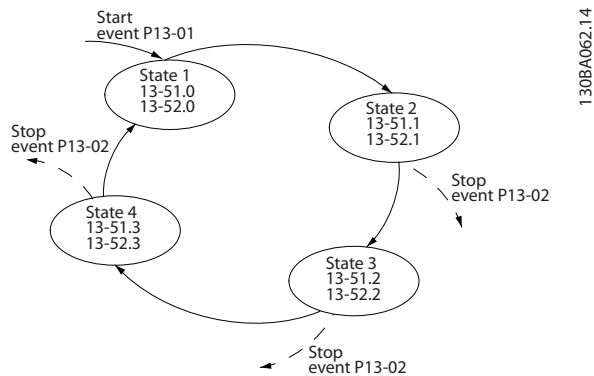 Start
event P13-01
130BA062.14
State 1
13-51.0
13-52.0
State 2
13-51.1
13-52.1
Stop
event P13-02
Stop
event P13-02
State 4
13-51.3
13-52.3
State 3
13-51.2
13-52.2
Stop
event P13-02